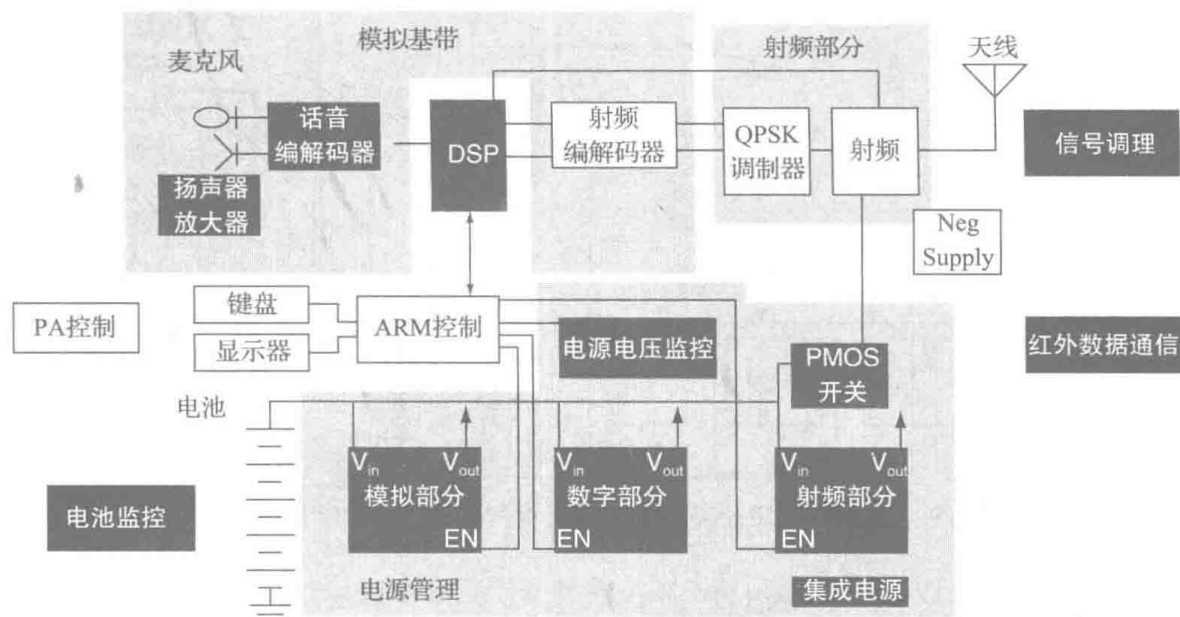 模拟基带
射频部分
天线
麦克风
话音
编解码器
DSP
射频
编解码器
QPSK
调制器
射频
信号调理
扬声器
放大器
Neg
Supply
键盘
PA控制
ARM控制
显示器
电源电压监控
PMOS
开关
红外数据通信
电池
Vin Vout
模拟部分
EN
Vin Vout
数字部分
EN
Vin Vout
射频部分
EN
电池监控
电源管理
集成电源